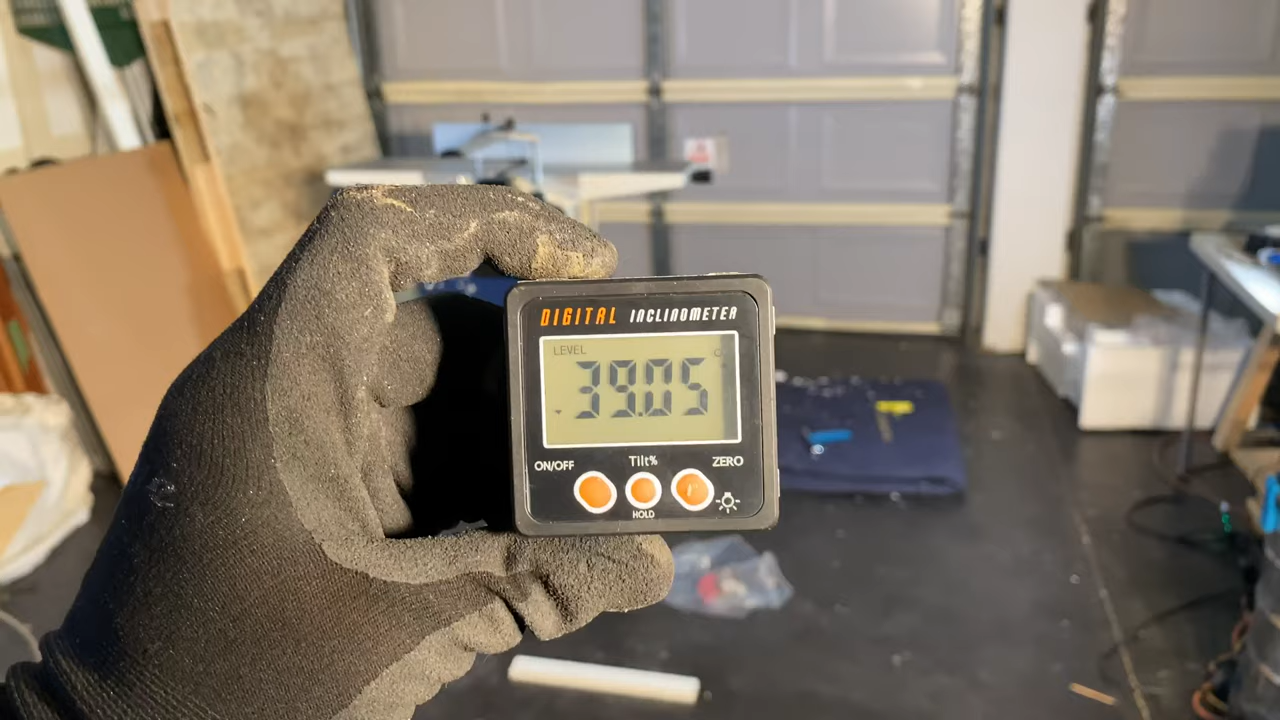 DIGITAL INCLINOMETER
LEVEL
39.05
ON/OFF Tilt% ZERO
HOLD